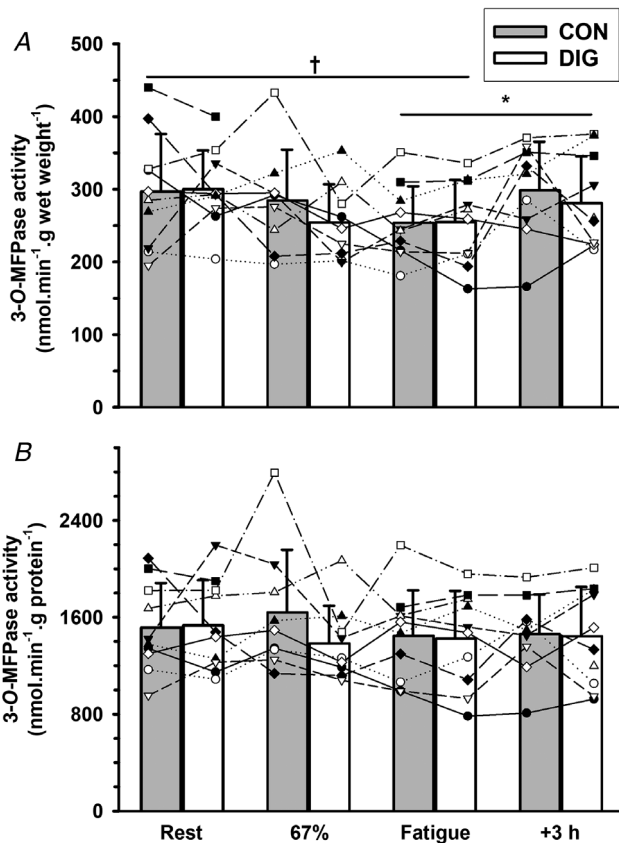 A
CON
DIG
†
*
3-O-MFPase activity
(nmol.min⁻¹.g wet weight⁻¹)
500
400
300
200
100
0
B
3-O-MFPase activity
(nmol.min⁻¹.g protein⁻¹)
2400
1600
800
0
Rest 67% Fatigue +3 h